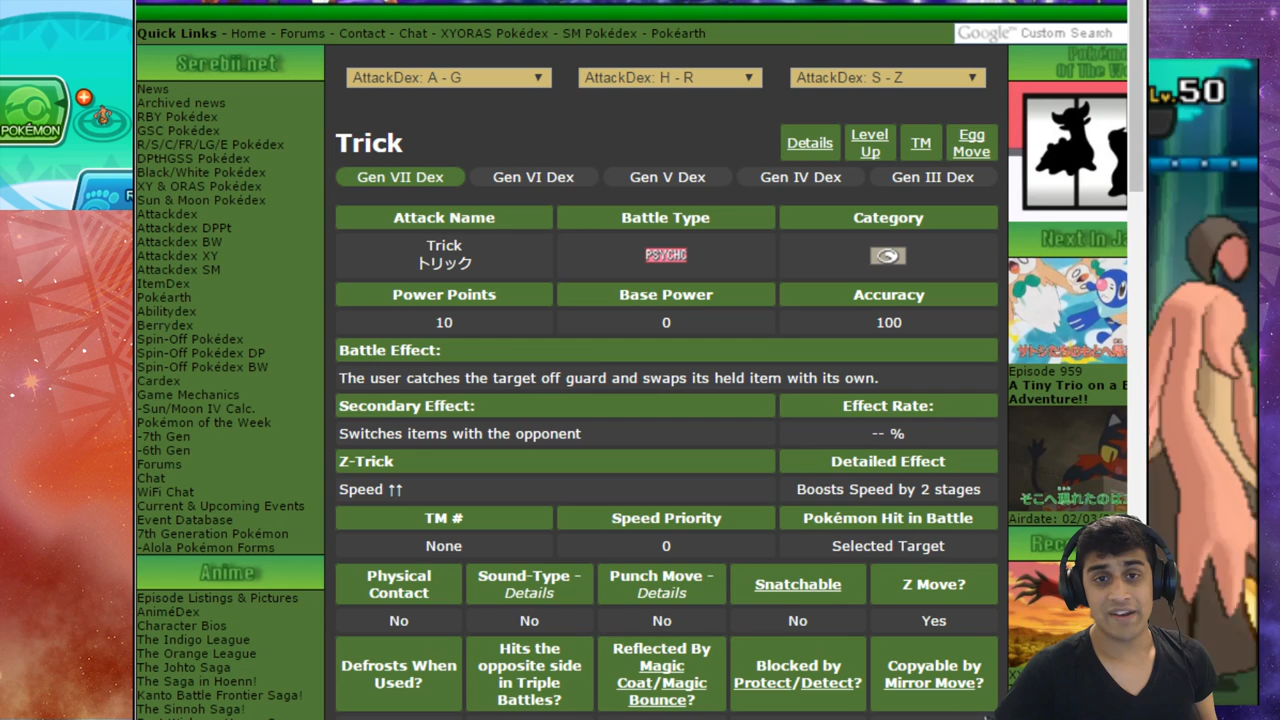 Quick Links - Home - Forums - Contact - Chat - XYORAS Pokédex - SM Pokédex - Pokéarth
Google™ Custom Search
Serebii.net
News
Archived news
RBY Pokédex
GSC Pokédex
R/S/C/FR/LG/E Pokédex
DPtHGSS Pokédex
Black/White Pokédex
XY & ORAS Pokédex
Sun & Moon Pokédex
Attackdex
Attackdex DPPt
Attackdex BW
Attackdex XY
Attackdex SM
ItemDex
Pokéarth
Abilitydex
Berrydex
Spin-Off Pokédex
Spin-Off Pokédex DP
Spin-Off Pokédex BW
Cardex
Game Mechanics
-Sun/Moon IV Calc.
Pokémon of the Week
-7th Gen
-6th Gen
Forums
Chat
WiFi Chat
Current & Upcoming Events
Event Database
7th Generation Pokémon
-Alola Pokémon Forms
Anime
Episode Listings & Pictures
AniméDex
Character Bios
The Indigo League
The Orange League
The Johto Saga
The Saga in Hoenn!
Kanto Battle Frontier Saga!
The Sinnoh Saga!
AttackDex: A - G
AttackDex: H - R
AttackDex: S - Z
Trick
Details
Level Up
TM
Egg Move
Gen VII Dex
Gen VI Dex
Gen V Dex
Gen IV Dex
Gen III Dex
Attack Name
Battle Type
Category
Trick
トリック
PSYCHC
Power Points
Base Power
Accuracy
10
0
100
Battle Effect:
The user catches the target off guard and swaps its held item with its own.
Secondary Effect:
Effect Rate:
Switches items with the opponent
-- %
Z-Trick
Detailed Effect
Speed ↑↑
Boosts Speed by 2 stages
TM #
Speed Priority
Pokémon Hit in Battle
None
0
Selected Target
Physical Contact
Sound-Type - Details
Punch Move - Details
Snatchable
Z Move?
No
No
No
No
Yes
Defrosts When Used?
Hits the opposite side in Triple Battles?
Reflected By Magic Coat/Magic Bounce?
Blocked by Protect/Detect?
Copyable by Mirror Move?
Of The
Next In
Episode 959
A Tiny Trio on a
Adventure!!
Airdate: 02/03
POKÉMON
Lv.50